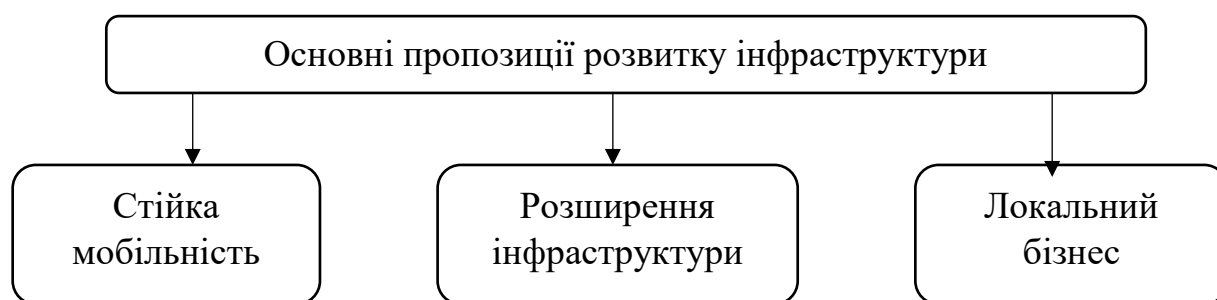 Основні пропозиції розвитку інфраструктури
Стійка
мобільність
Розширення
інфраструктури
Локальний
бізнес